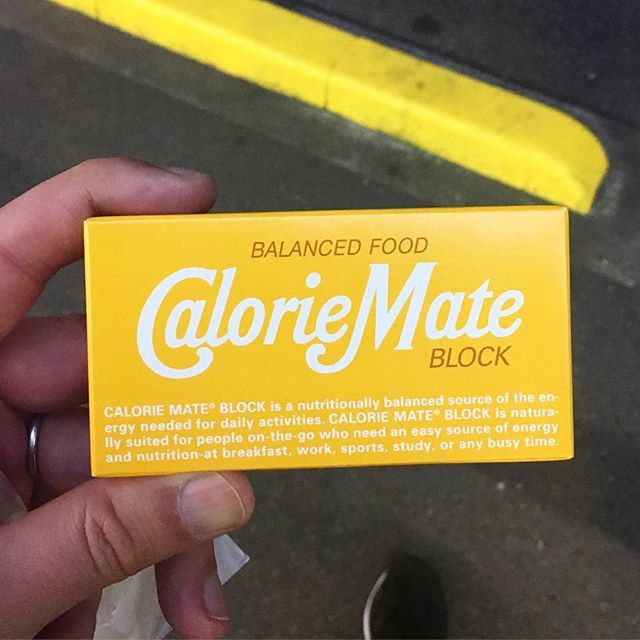 BALANCED FOOD
CalorieMate
BLOCK
CALORIE MATE® BLOCK is a nutritionally balanced source of the en-
ergy needed for daily activities. CALORIE MATE® BLOCK is natura-
lly suited for people on-the-go who need an easy source of energy
and nutrition-at breakfast, work, sports, study, or any busy time.